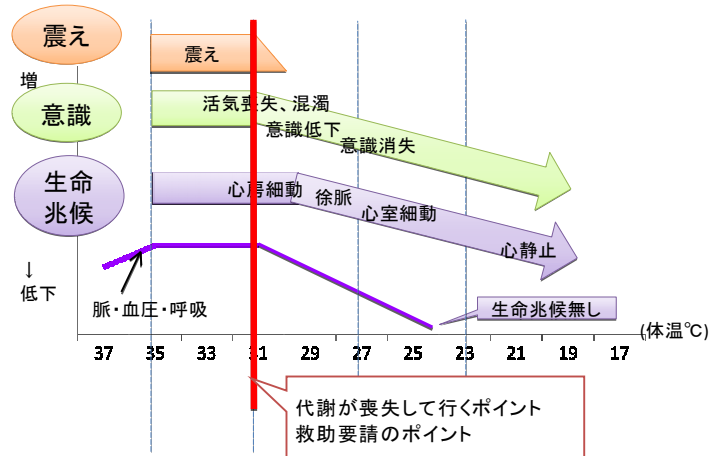 震え
震え
増
意識
活気喪失、混濁
意識低下
意識消失
生命
兆候
心房細動
徐脈
心室細動
心静止
↓
低下
脈・血圧・呼吸
生命兆候無し
(体温℃)
37 35 33 31 29 27 25 23 21 19 17
代謝が喪失して行くポイント
救助要請のポイント